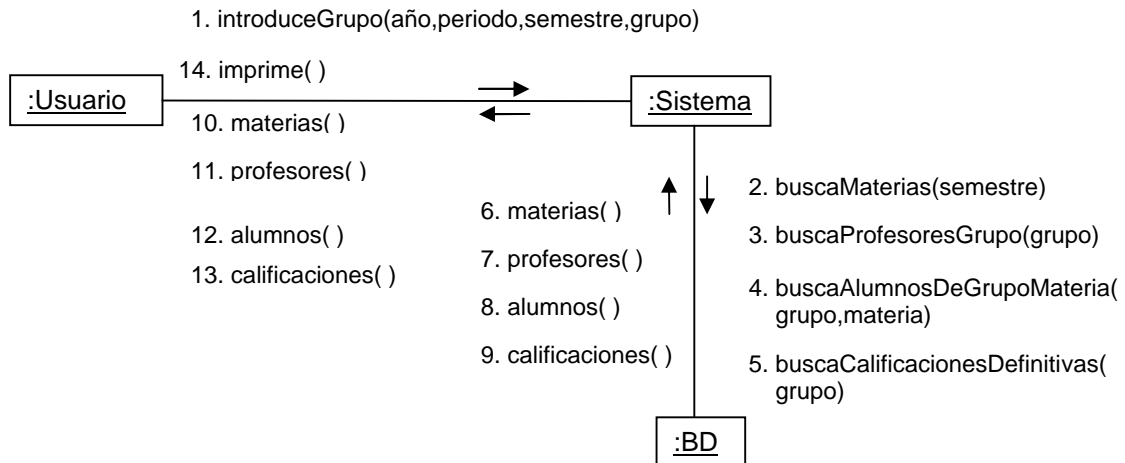 1. introduceGrupo(año,periodo,semestre,grupo)
14. imprime( )
:Usuario
:Sistema
10. materias( )
11. profesores( )
12. alumnos( )
13. calificaciones( )
6. materias( )
7. profesores( )
8. alumnos( )
9. calificaciones( )
2. buscaMaterias(semestre)
3. buscaProfesoresGrupo(grupo)
4. buscaAlumnosDeGrupoMateria(
grupo,materia)
5. buscaCalificacionesDefinitivas(
grupo)
:BD